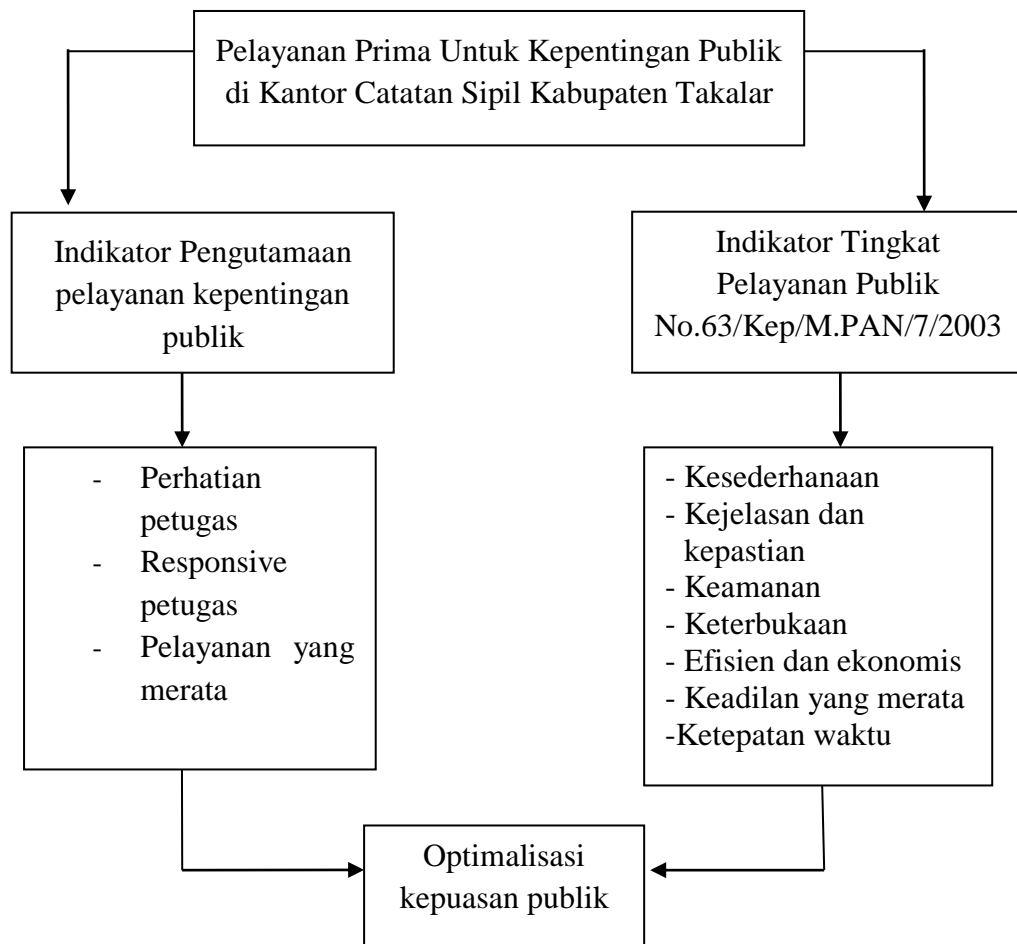 Pelayanan Prima Untuk Kepentingan Publik
di Kantor Catatan Sipil Kabupaten Takalar
Indikator Pengutamaan
pelayanan kepentingan
publik
Indikator Tingkat
Pelayanan Publik
No.63/Kep/M.PAN/7/2003
- Perhatian
petugas
- Responsive
petugas
- Pelayanan yang
merata
- Kesederhanaan
- Kejelasan dan
kepastian
- Keamanan
- Keterbukaan
- Efisien dan ekonomis
- Keadilan yang merata
-Ketepatan waktu
Optimalisasi
kepuasan publik